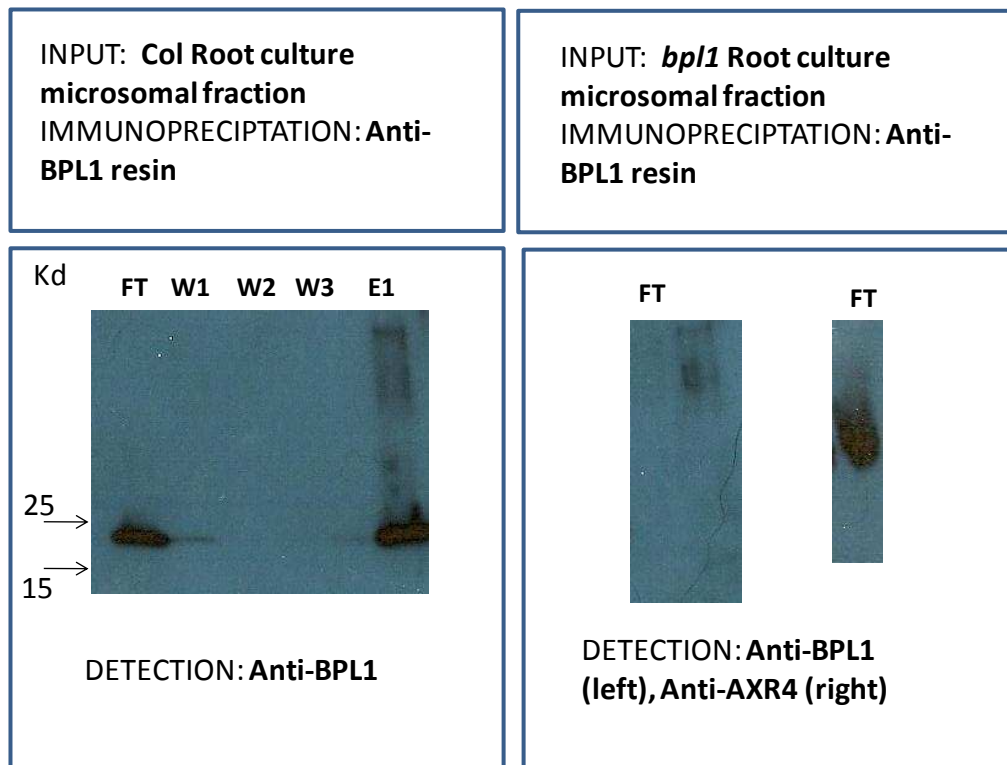 INPUT: Col Root culture
microsomal fraction
IMMUNOPRECIPTATION: Anti-
BPL1 resin
INPUT: bpl1 Root culture
microsomal fraction
IMMUNOPRECIPTATION: Anti-
BPL1 resin
Kd
FT W1 W2 W3 E1
25
15
DETECTION: Anti-BPL1
FT
FT
DETECTION: Anti-BPL1
(left), Anti-AXR4 (right)